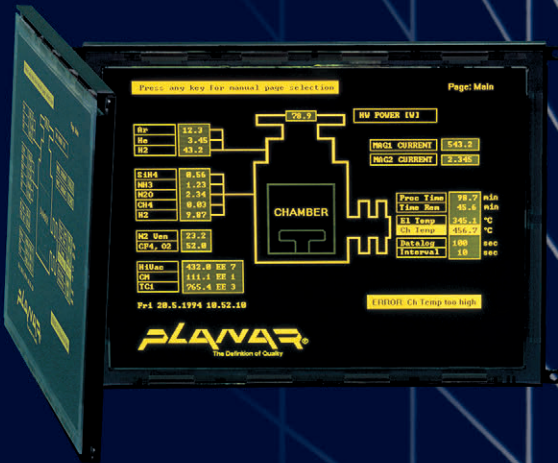 Press any key for manual page selection
Page: Main
78.9
HW POWER [W]
Ar 12.3
He 3.45
H2 43.2
MAG1 CURRENT 543.2
MAG2 CURRENT 2.345
SiH4 0.56
NH3 1.23
N2O 2.34
CH4 0.03
H2 9.87
CHAMBER
Proc Time 98.7 min
Time Rem 45.6 min
El Temp 345.1 °C
Ch Temp 456.7 °C
Datalog 100 sec
Interval 10 sec
N2 Ven 23.2
CF4, O2 52.0
HiVac 432.0 EE 7
CM 111.1 EE 1
TC1 765.4 EE 3
Fri 20.5.1994 10.52.10
ERROR: Ch Temp too high
PLANAR®
The Definition of Quality